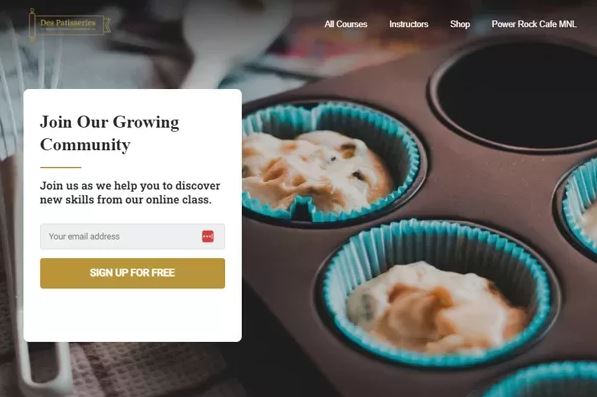 Des Patisseries
All Courses
Instructors
Shop
Power Rock Cafe MNL
Join Our Growing
Community
Join us as we help you to discover
new skills from our online class.
Your email address
SIGN UP FOR FREE